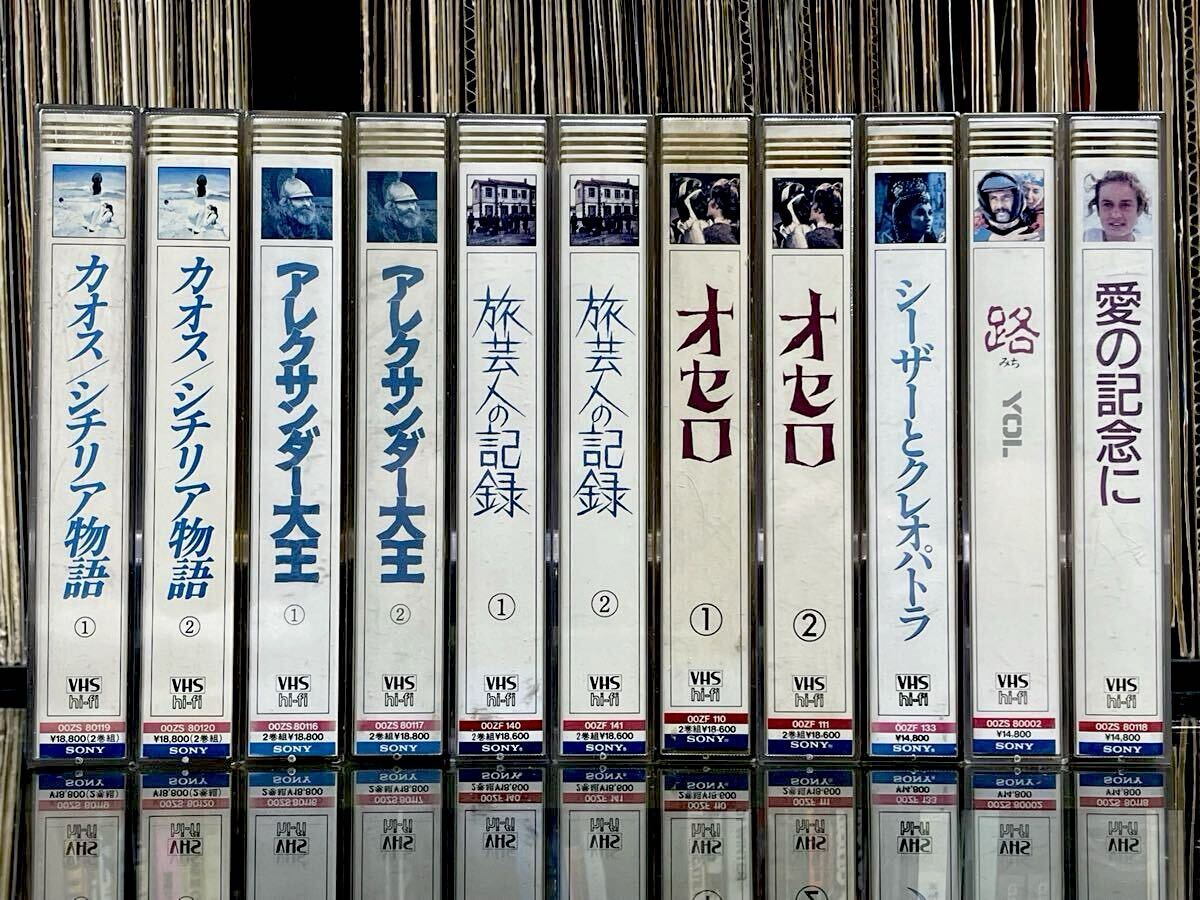 カオス/シチリア物語
①
VHS
hi-fi
00ZS 80119
¥18,800(2巻組)
SONY
カオス/シチリア物語
②
VHS
hi-fi
00ZS 80120
¥18,800(2巻組)
SONY
アレクサンダー大王
①
VHS
hi-fi
00ZS 80116
2巻組¥18.800
SONY
アレクサンダー大王
②
VHS
hi-fi
00ZS 80117
2巻組¥18.800
SONY
旅芸人の記録
①
VHS
hi-fi
00ZF 140
2巻組¥18,600
SONY
旅芸人の記録
②
VHS
hi-fi
00ZF 141
2巻組¥18,600
SONY
オセロ
①
VHS
hi-fi
00ZF 110
2巻組¥18-600
SONY
オセロ
②
VHS
hi-fi
00ZF 111
2巻組¥18-600
SONY
シーザーとクレオパトラ
VHS
hi-fi
00ZF 133
¥14,800
SONY
路
みち
YOL
VHS
hi-fi
00ZS 80002
¥14.800
SONY
愛の記念に
VHS
hi-fi
00ZS 80118
¥14,800
SONY